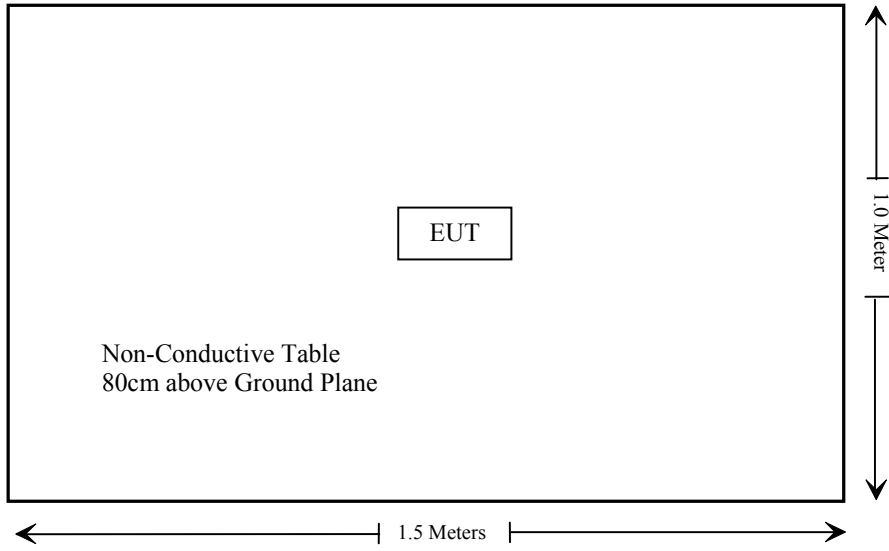 EUT
1.0 Meter
Non-Conductive Table
80cm above Ground Plane
1.5 Meters